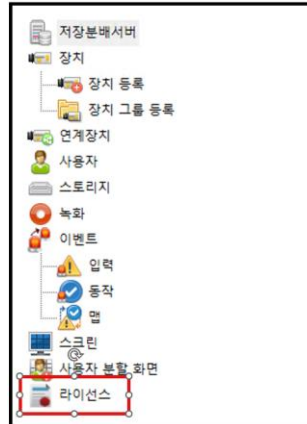 저장분배서버
장치
장치 등록
장치 그룹 등록
연계장치
사용자
스토리지
녹화
이벤트
입력
동작
맵
스크린
사용자 분할 화면
라이선스